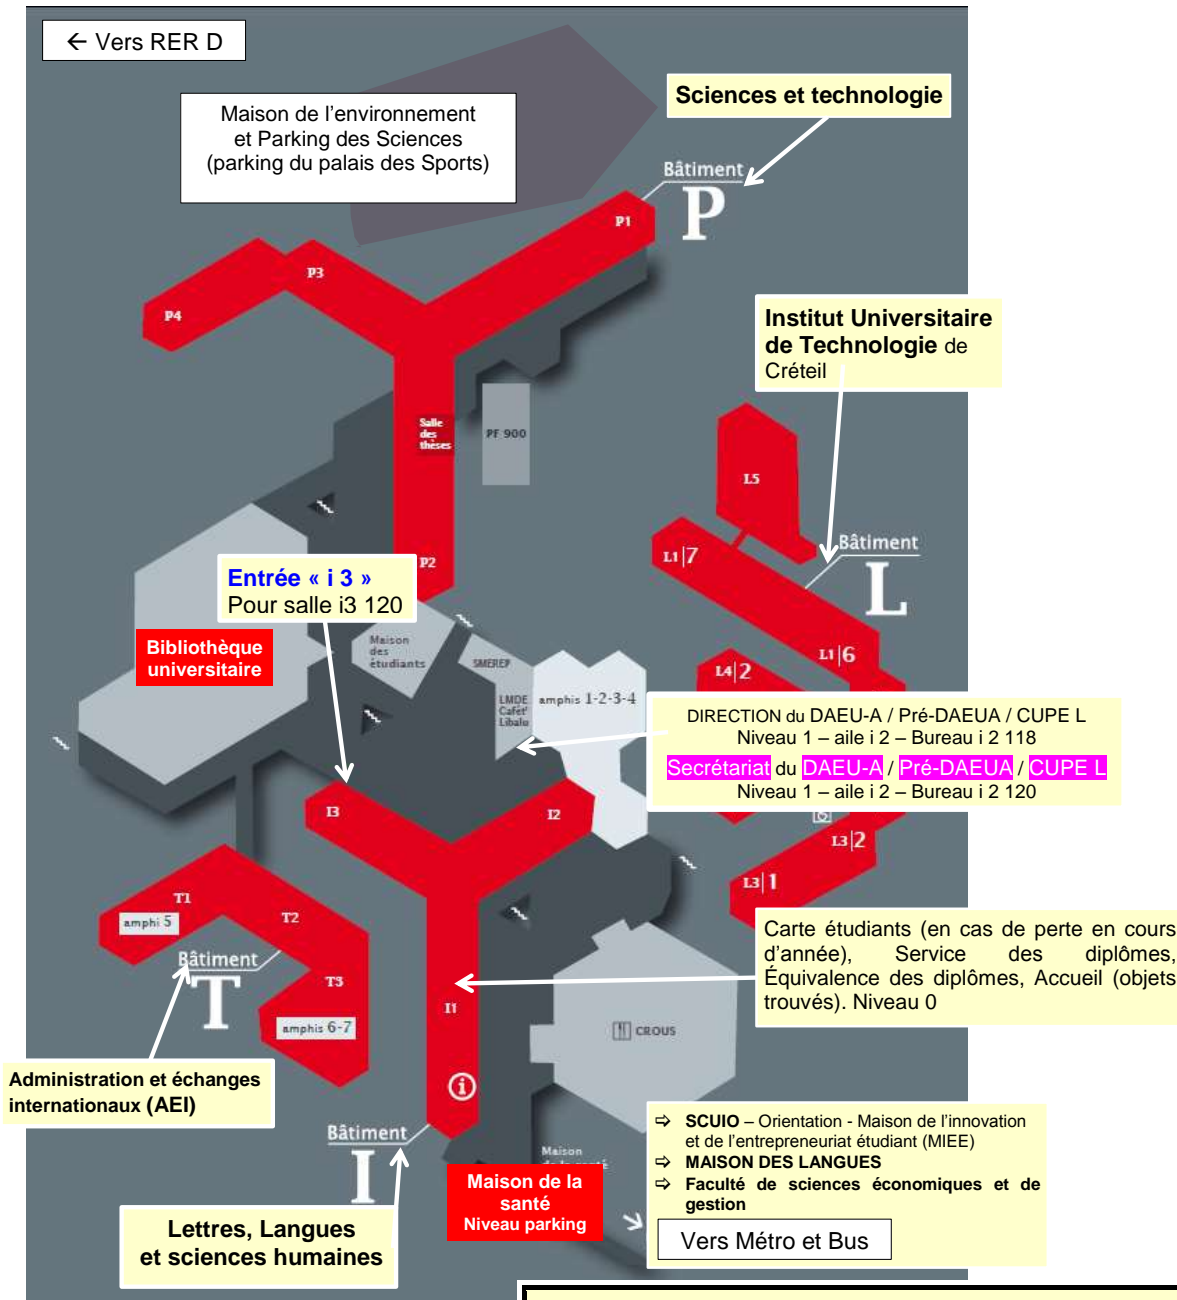 ← Vers RER D
Maison de l’environnement
et Parking des Sciences
(parking du palais des Sports)
Sciences et technologie
Bâtiment
P
P1
P3
P4
Institut Universitaire
de Technologie de
Créteil
Salle
des
thèses
PF 900
L5
L1|7
Bâtiment
L
P2
Entrée « i 3 »
Pour salle i3 120
Bibliothèque
universitaire
Maison
des
étudiants
SMEREP
LMDE
Cafét'
Libalo
amphis 1-2-3-4
L1|6
L4|2
DIRECTION du DAEU-A / Pré-DAEUA / CUPE L
Niveau 1 – aile i 2 – Bureau i 2 118
Secrétariat du DAEU-A / Pré-DAEUA / CUPE L
Niveau 1 – aile i 2 – Bureau i 2 120
I3
I2
L3|2
L3|1
T1
amphi 5
T2
Bâtiment
T
T3
amphis 6-7
I1
Carte étudiants (en cas de perte en cours
d’année), Service des diplômes,
Équivalence des diplômes, Accueil (objets
trouvés). Niveau 0
CROUS
i
Administration et échanges
internationaux (AEI)
Bâtiment
I
Maison
Maison de la
santé
Niveau parking
⇨ SCUIO – Orientation - Maison de l’innovation
et de l’entrepreneuriat étudiant (MIEE)
⇨ MAISON DES LANGUES
⇨ Faculté de sciences économiques et de
gestion
Vers Métro et Bus
Lettres, Langues
et sciences humaines